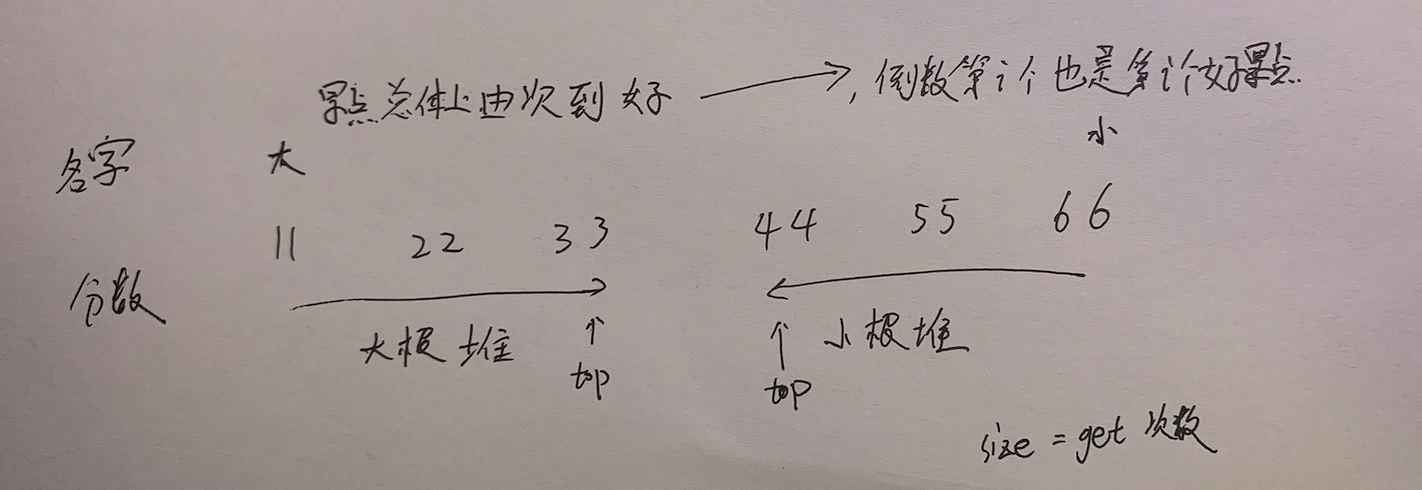 景点总体上由次到好 → , 倒数第i个也是第i个好景点.
小
名字 大
11 22 33 44 55 66
分数
大根堆 ↑ ↑ 小根堆
top top
size = get 次数